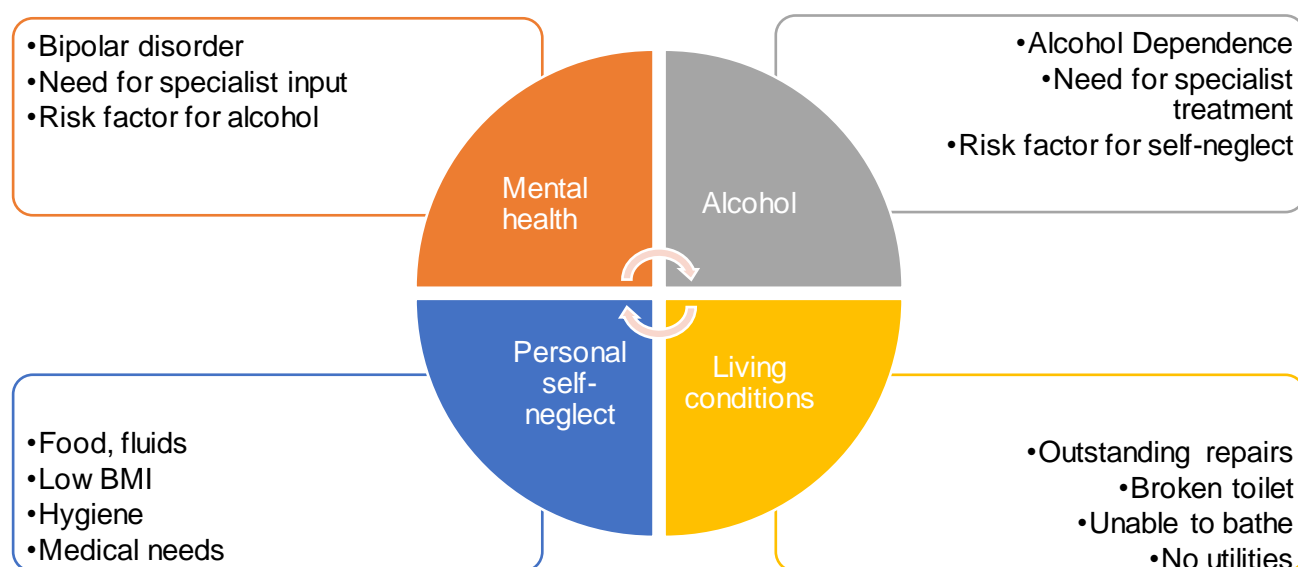 •Bipolar disorder
•Need for specialist input
•Risk factor for alcohol
•Alcohol Dependence
•Need for specialist
treatment
•Risk factor for self-neglect
Mental
health
Alcohol
Personal
self-
neglect
Living
conditions
•Food, fluids
•Low BMI
•Hygiene
•Medical needs
•Outstanding repairs
•Broken toilet
•Unable to bathe
•No utilities